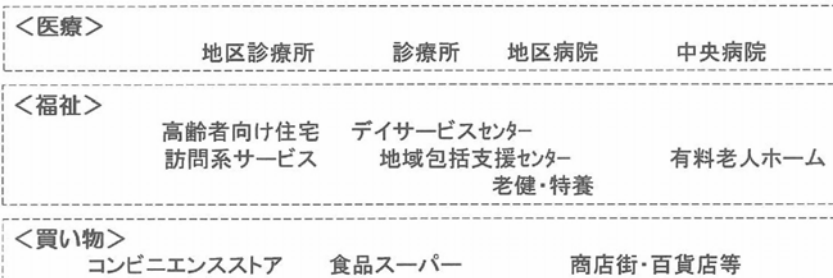 ＜医療＞
地区診療所 診療所 地区病院 中央病院
＜福祉＞
高齢者向け住宅 デイサービスセンター
訪問系サービス 地域包括支援センター 有料老人ホーム
老健・特養
＜買い物＞
コンビニエンスストア 食品スーパー 商店街・百貨店等